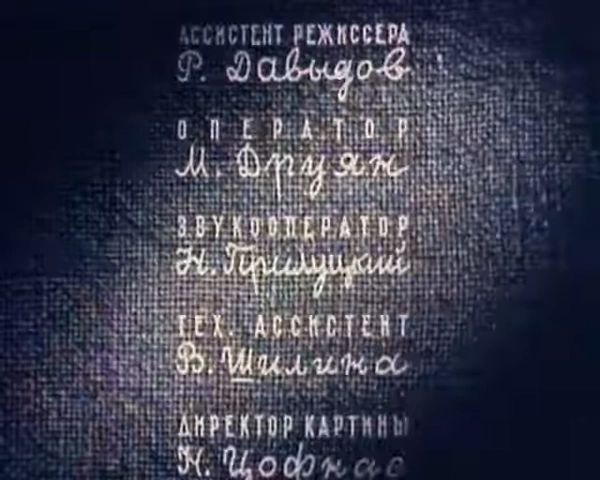 АССИСТЕНТ РЕЖИССЕРА
Р. Давыдов
ОПЕРАТОР
М. Друян
ЗВУКООПЕРАТОР
Н. Прилуцкий
ТЕХ. АССИСТЕНТ
В. Шилина
ДИРЕКТОР КАРТИНЫ
Н. Цофнас